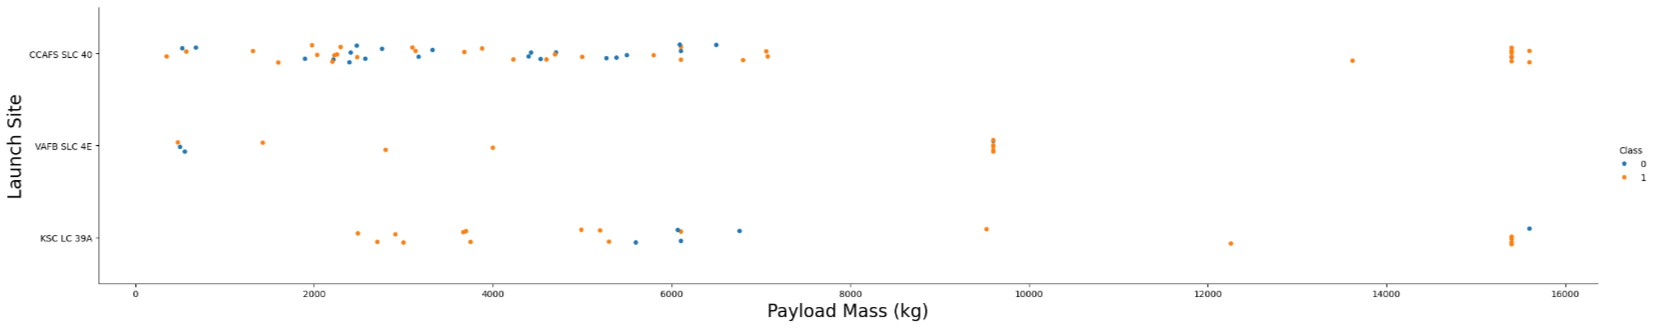 Launch Site
CCAFS SLC 40
VAFB SLC 4E
KSC LC 39A
0 2000 4000 6000 8000 10000 12000 14000 16000
Payload Mass (kg)
Class
0
1